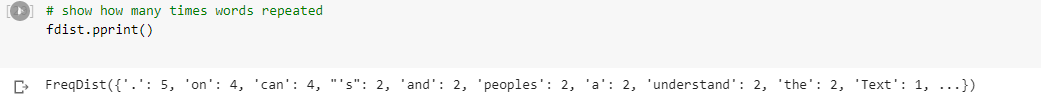 # show how many times words repeated
fdist.pprint()
FreqDist({'.': 5, 'on': 4, 'can': 4, "'s": 2, 'and': 2, 'peoples': 2, 'a': 2, 'understand': 2, 'the': 2, 'Text': 1, ...})